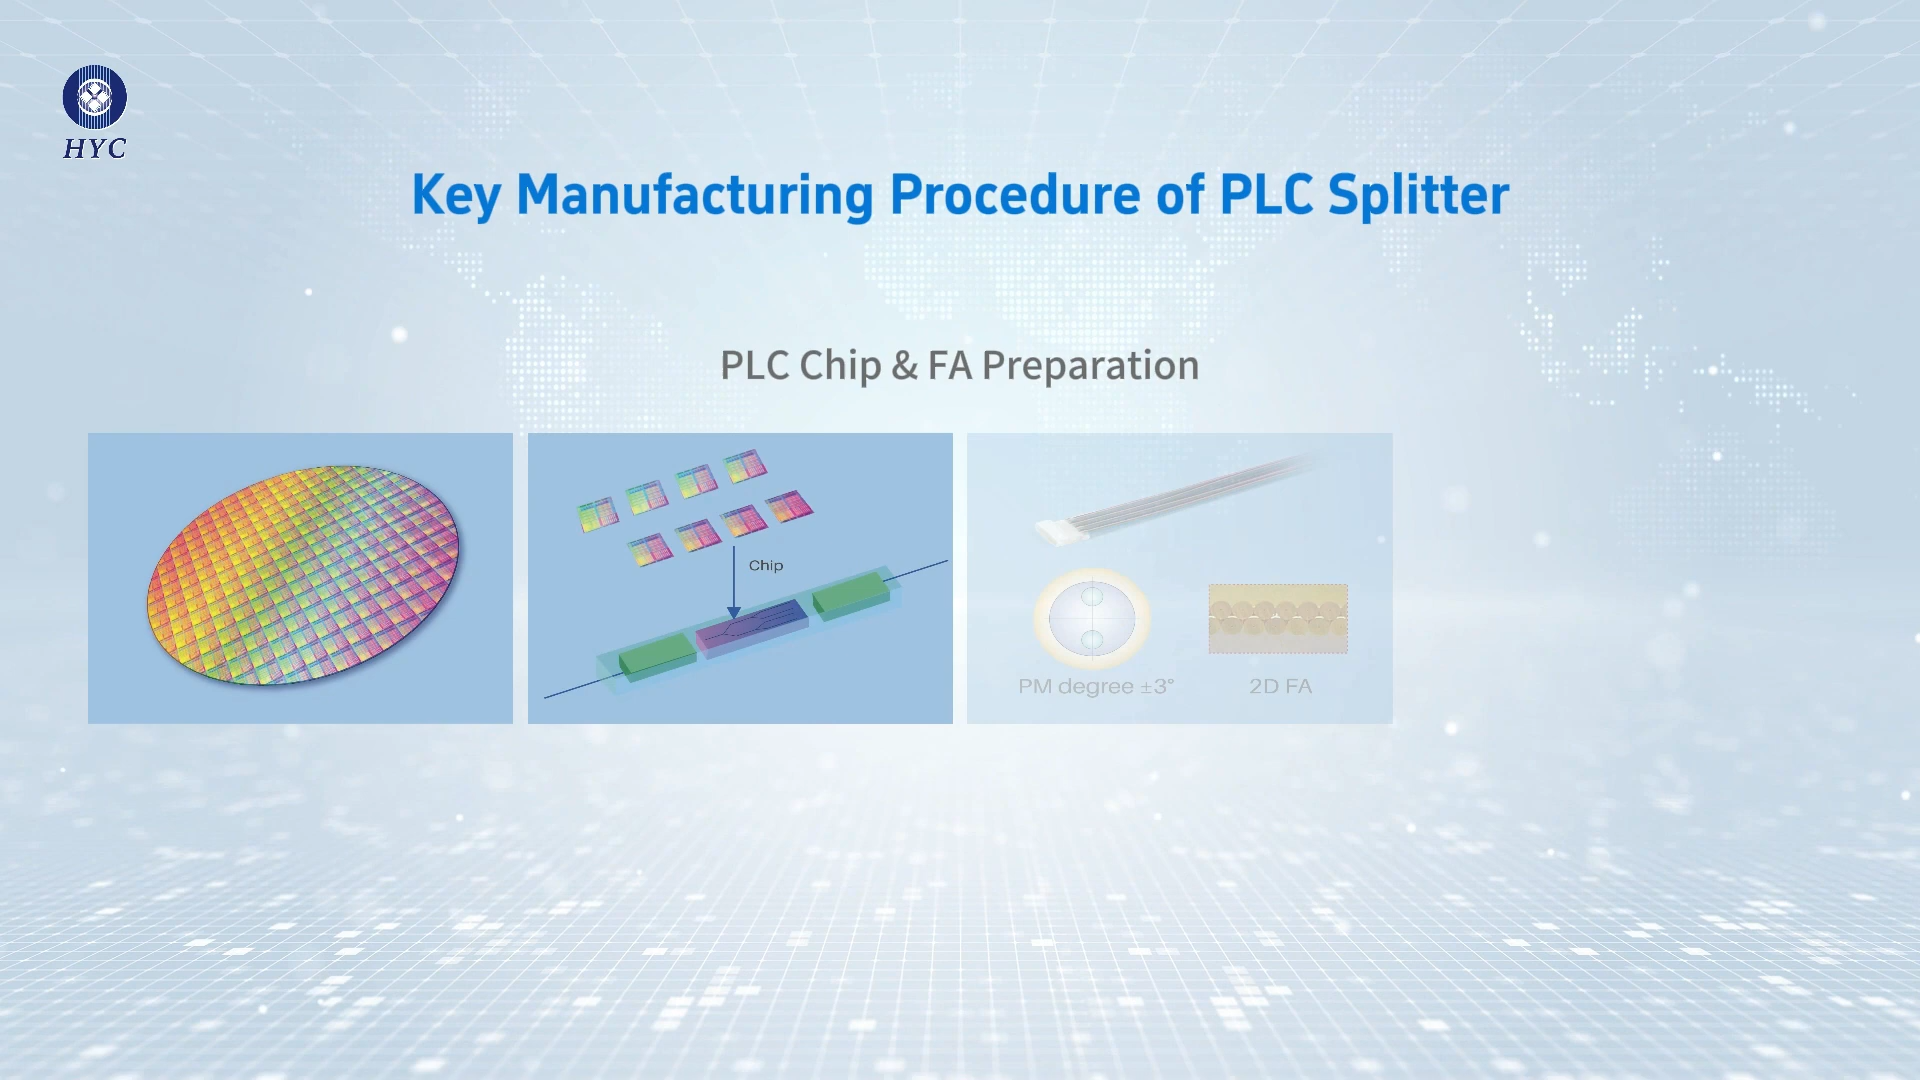 HYC
Key Manufacturing Procedure of PLC Splitter
PLC Chip & FA Preparation
Chip
PM degree ±3°
2D FA